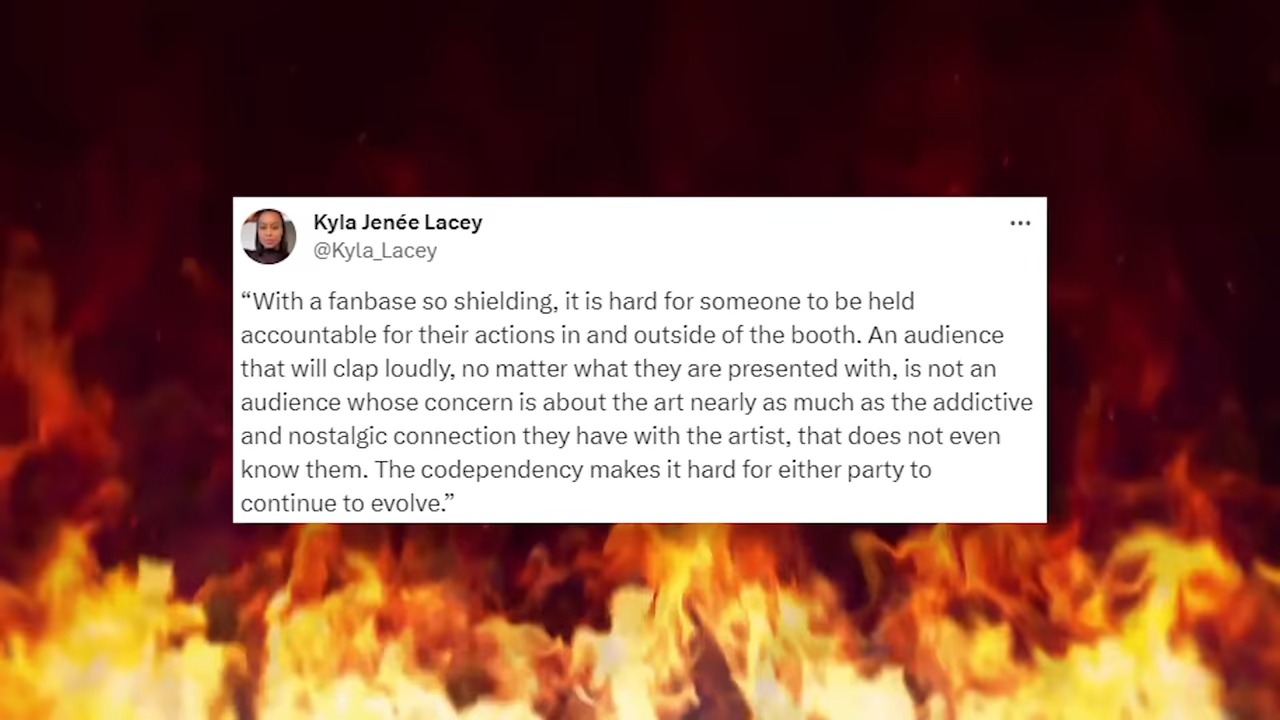 Kyla Jenée Lacey
@Kyla_Lacey
“With a fanbase so shielding, it is hard for someone to be held
accountable for their actions in and outside of the booth. An audience
that will clap loudly, no matter what they are presented with, is not an
audience whose concern is about the art nearly as much as the addictive
and nostalgic connection they have with the artist, that does not even
know them. The codependency makes it hard for either party to
continue to evolve.”